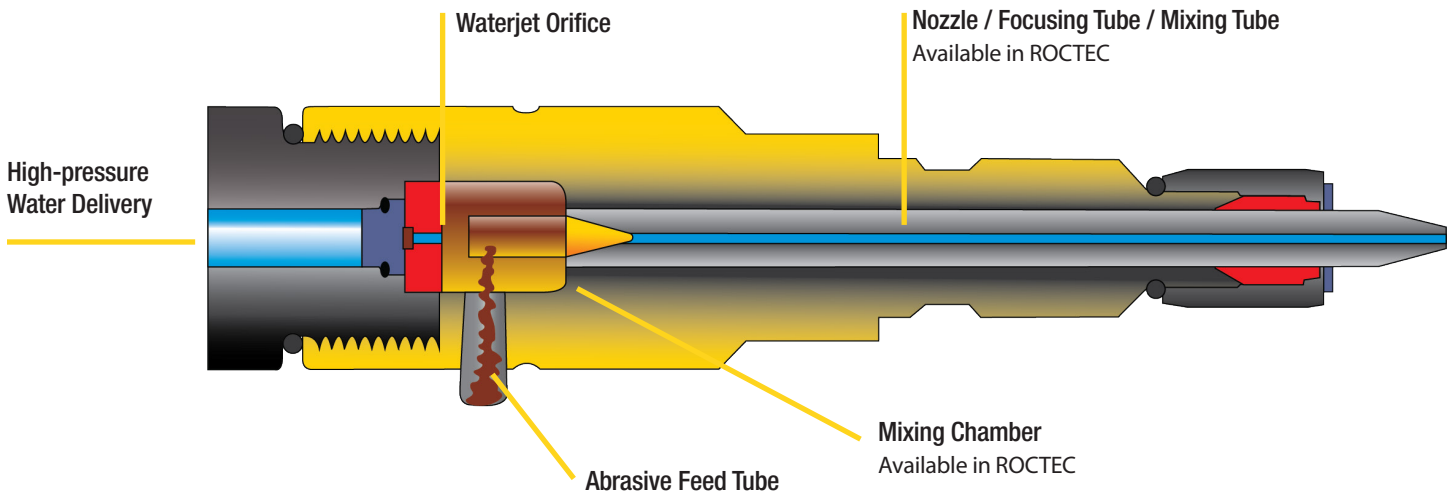 Waterjet Orifice
Nozzle / Focusing Tube / Mixing Tube
Available in ROCTEC
High-pressure
Water Delivery
Mixing Chamber
Available in ROCTEC
Abrasive Feed Tube